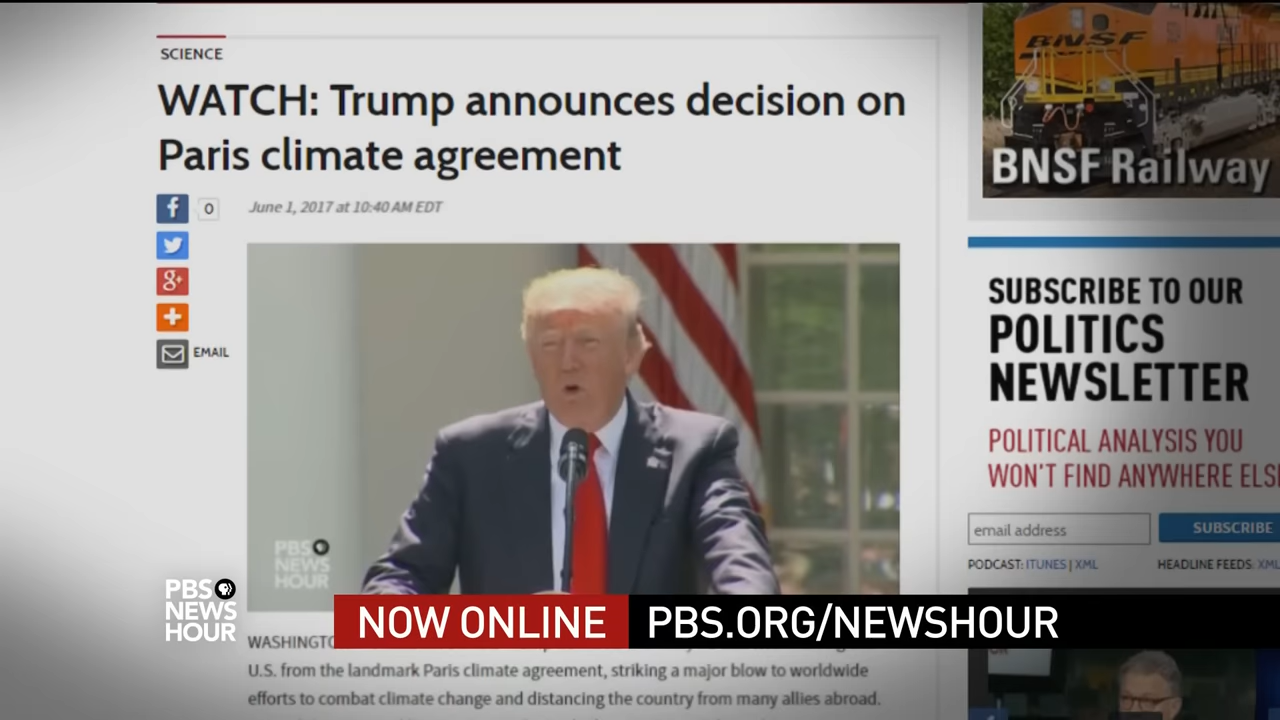 SCIENCE
WATCH: Trump announces decision on
Paris climate agreement
0
June 1, 2017 at 10:40 AM EDT
EMAIL
PBS
NEWS
HOUR
WASHINGTO
U.S. from the landmark Paris climate agreement, striking a major blow to worldwide
efforts to combat climate change and distancing the country from many allies abroad.
BNSF
BNSF Railway
SUBSCRIBE TO OUR
POLITICS
NEWSLETTER
POLITICAL ANALYSIS YOU
WON'T FIND ANYWHERE ELS
email address
SUBSCRIBE
PODCAST: ITUNES | XML
HEADLINE FEEDS: XML
PBS
NEWS
HOUR
NOW ONLINE
PBS.ORG/NEWSHOUR